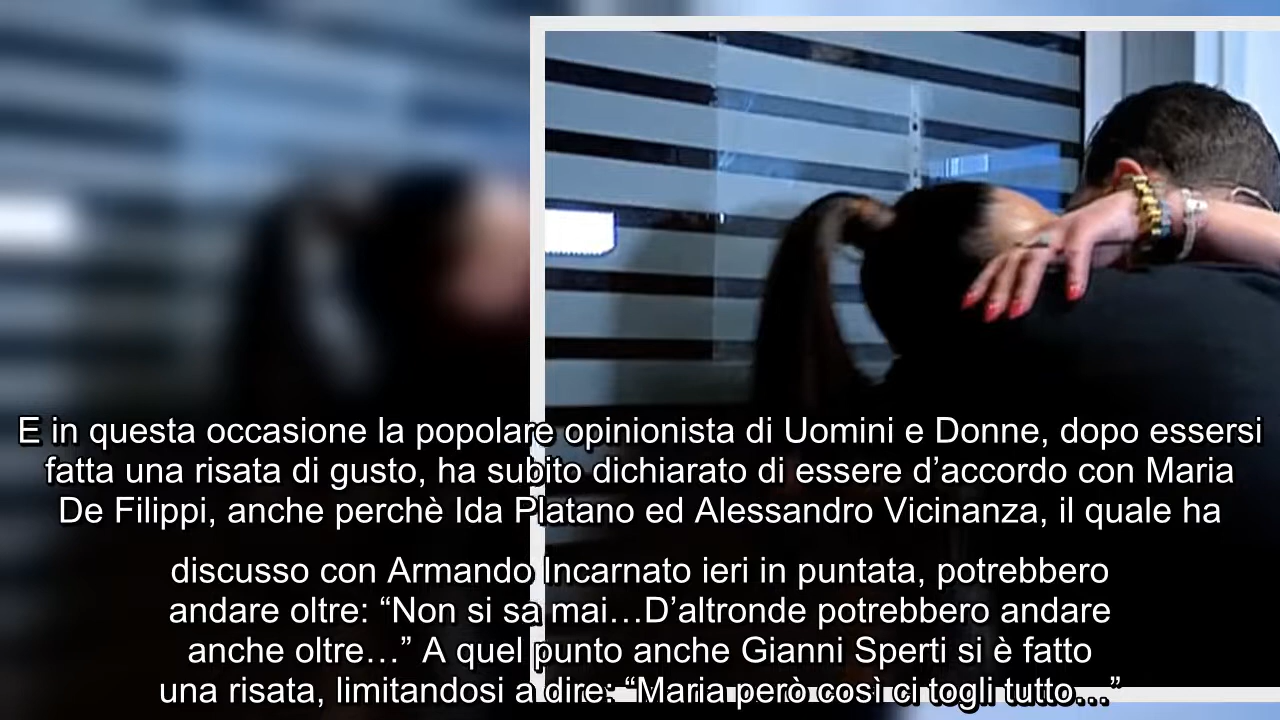 E in questa occasione la popolare opinionista di Uomini e Donne, dopo essersi
fatta una risata di gusto, ha subito dichiarato di essere d’accordo con Maria
De Filippi, anche perchè Ida Platano ed Alessandro Vicinanza, il quale ha
discusso con Armando Incarnato ieri in puntata, potrebbero
andare oltre: “Non si sa mai…D’altronde potrebbero andare
anche oltre…” A quel punto anche Gianni Sperti si è fatto
una risata, limitandosi a dire: “Maria però così ci togli tutto…”